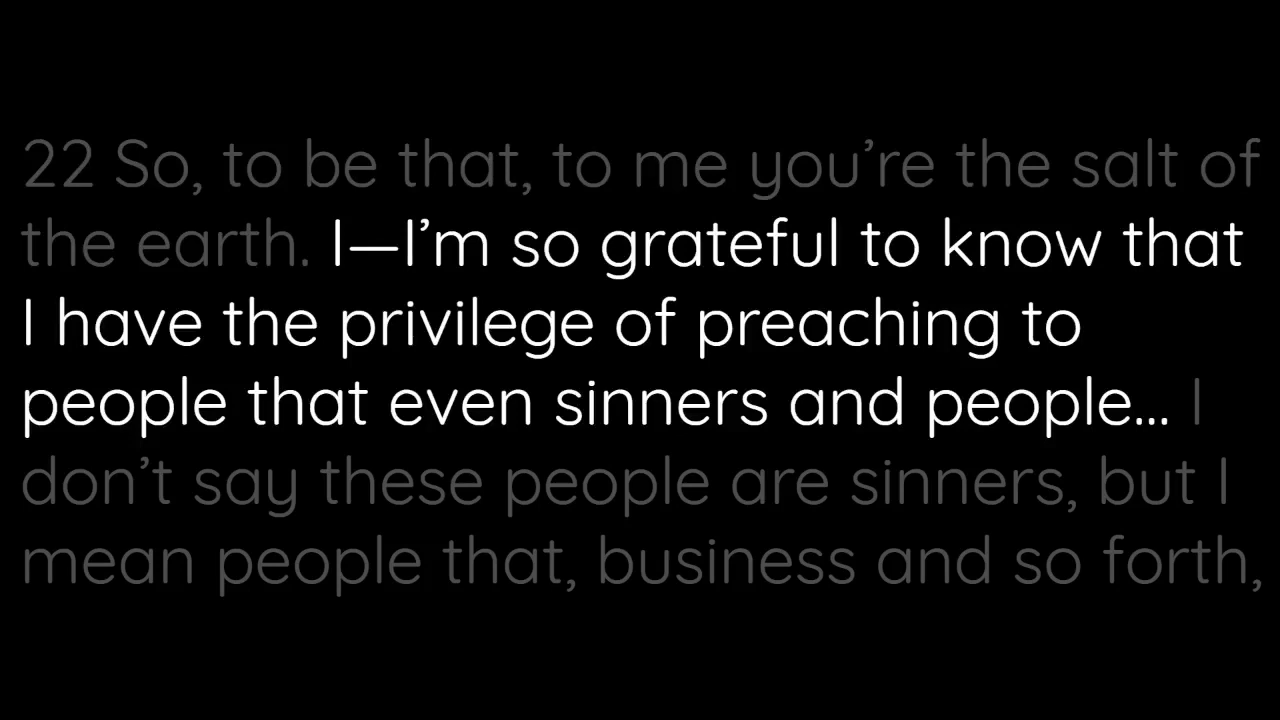 22 So, to be that, to me you’re the salt of
the earth. I—I’m so grateful to know that
I have the privilege of preaching to
people that even sinners and people... I
don’t say these people are sinners, but I
mean people that, business and so forth,